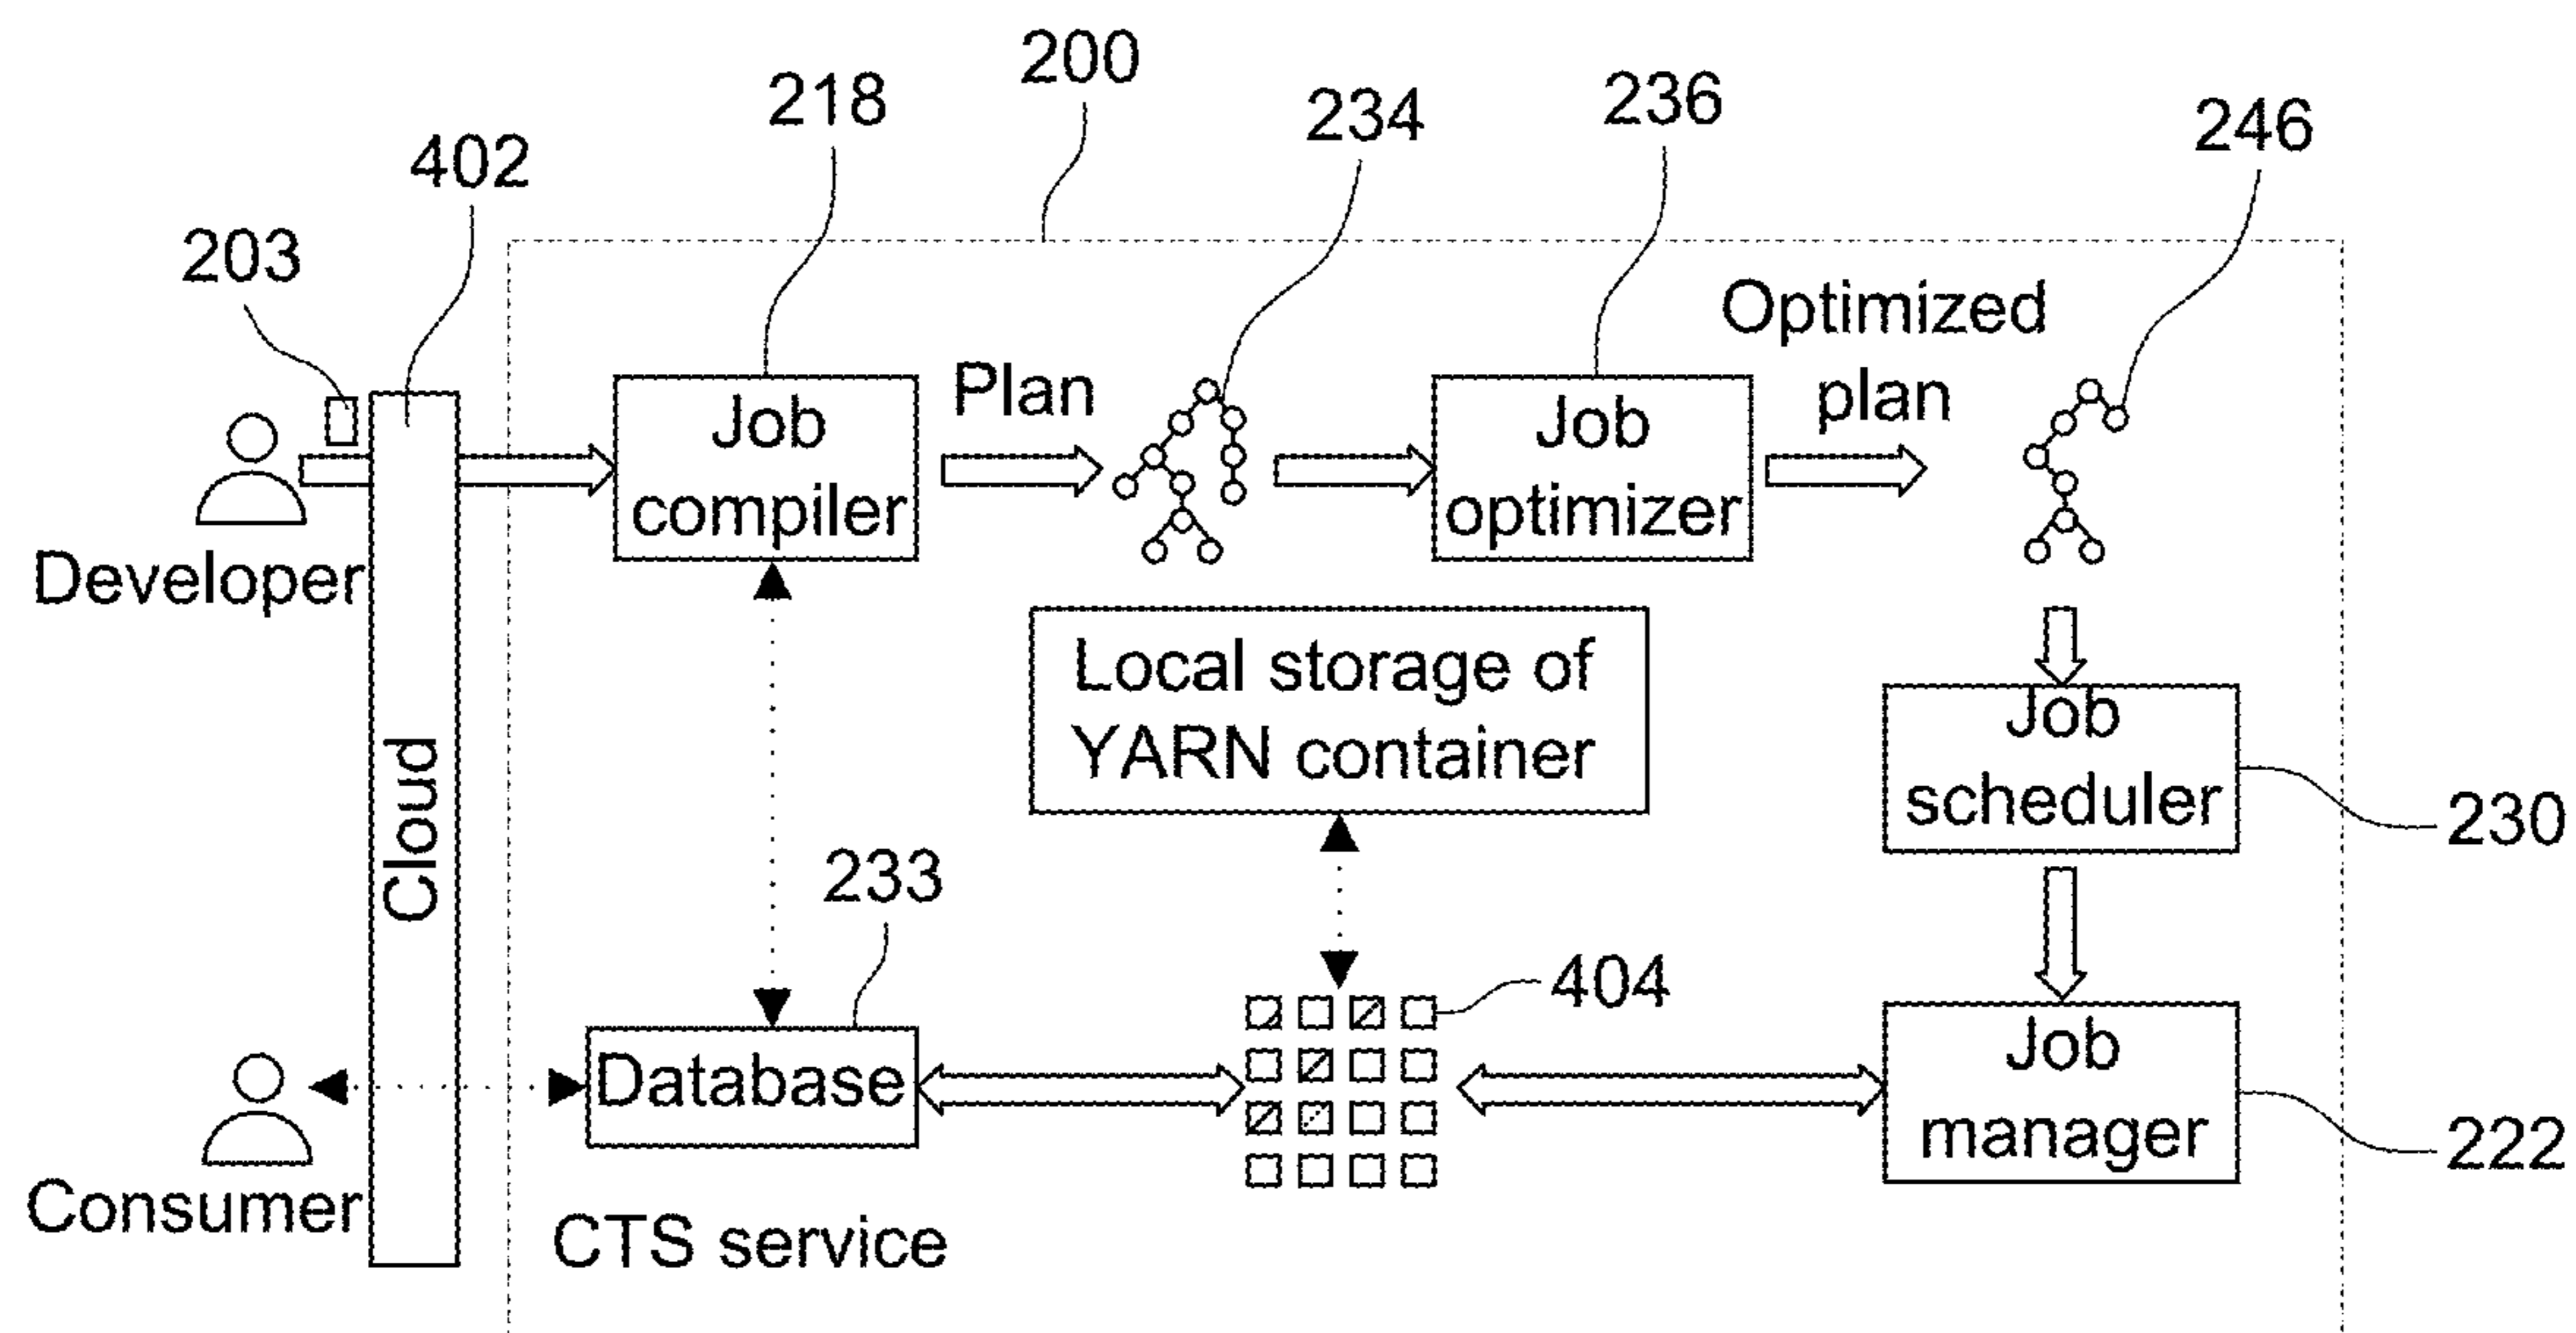 200
218
234
236
246
402
203
Optimized
plan
Plan
Job
compiler
Job
optimizer
Developer
Local storage of
YARN container
Job
scheduler
230
Cloud
233
404
Database
Job
manager
222
Consumer
CTS service